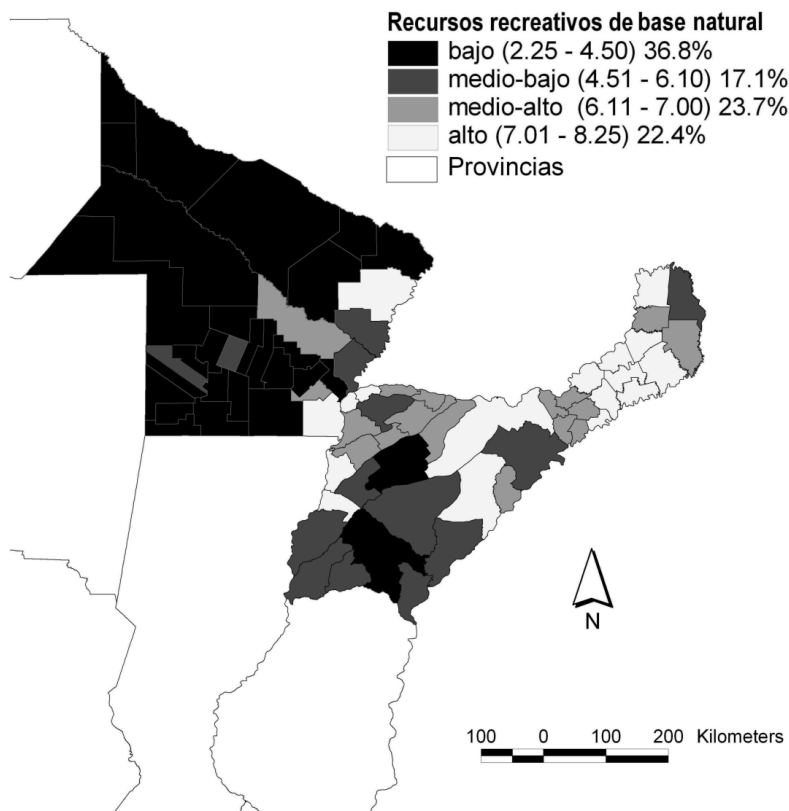 Recursos recreativos de base natural
bajo (2.25 - 4.50) 36.8%
medio-bajo (4.51 - 6.10) 17.1%
medio-alto (6.11 - 7.00) 23.7%
alto (7.01 - 8.25) 22.4%
Provincias
N
100 0 100 200 Kilometers